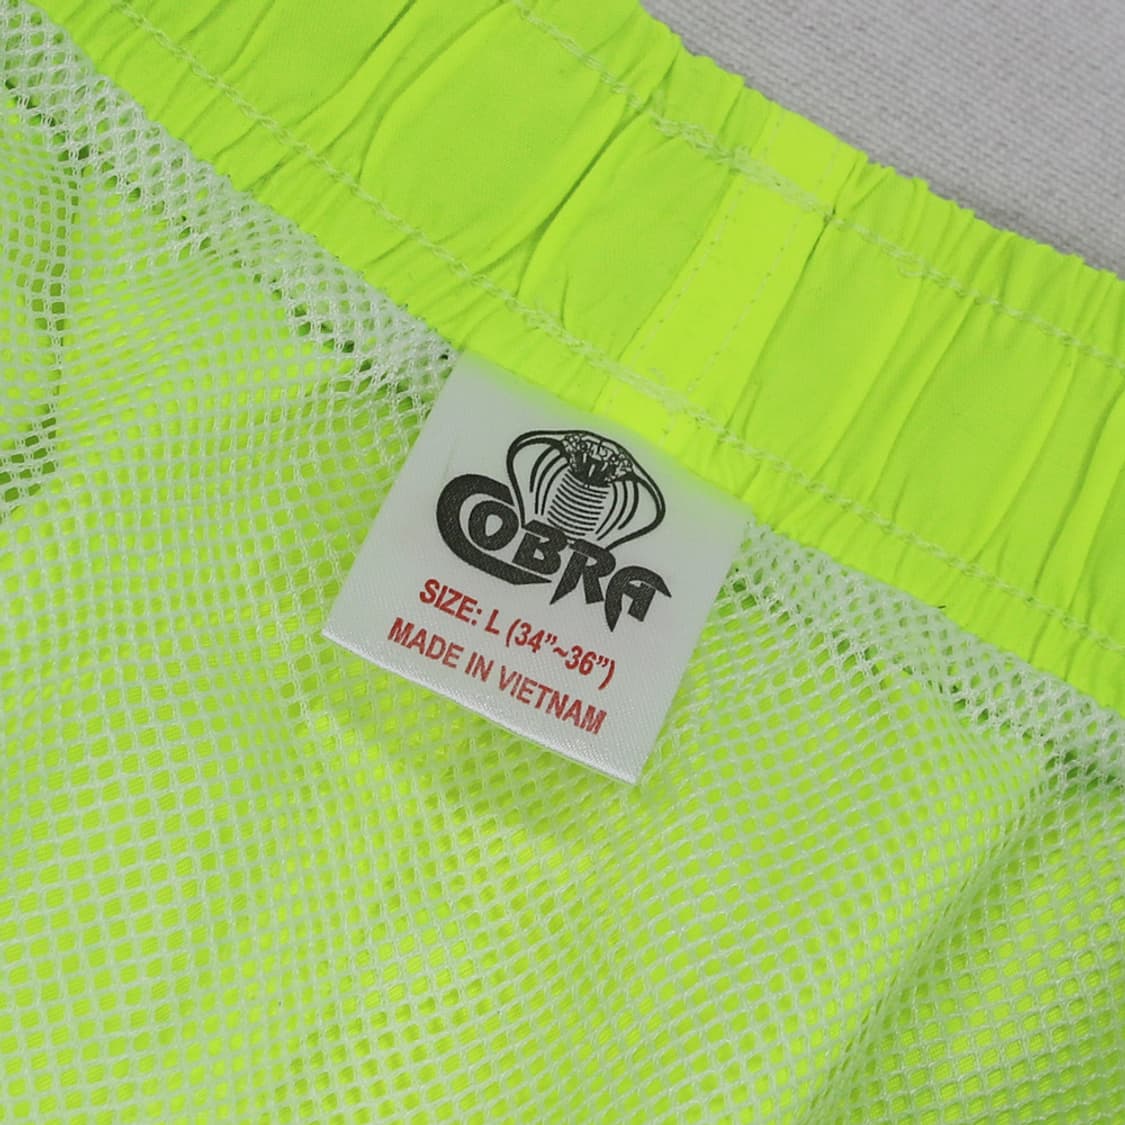 COBRA
SIZE: L (34”~36”)
MADE IN VIETNAM